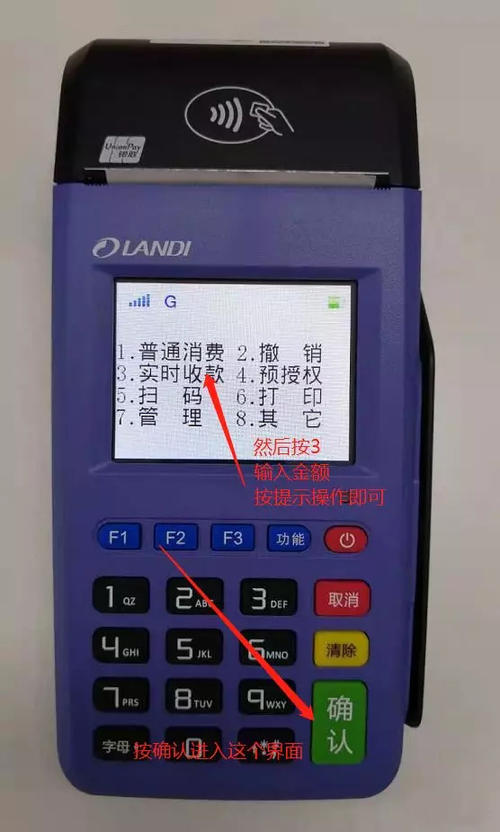 UnionPay
银联
LANDI
G
1.普通消费 2.撤 销
3.实时收款 4.预授权
5.扫 码 6.打 印
7.管 理 8.其 它
然后按3
输入金额
按提示操作即可
F1 F2 F3 功能
1 QZ 2 ABC 3 DEF 取消
4 GHI 5 JKL 6 MNO 清除
7 PRS 8 TUV 9 WXY 确认
字母 0 * #
按确认进入这个界面